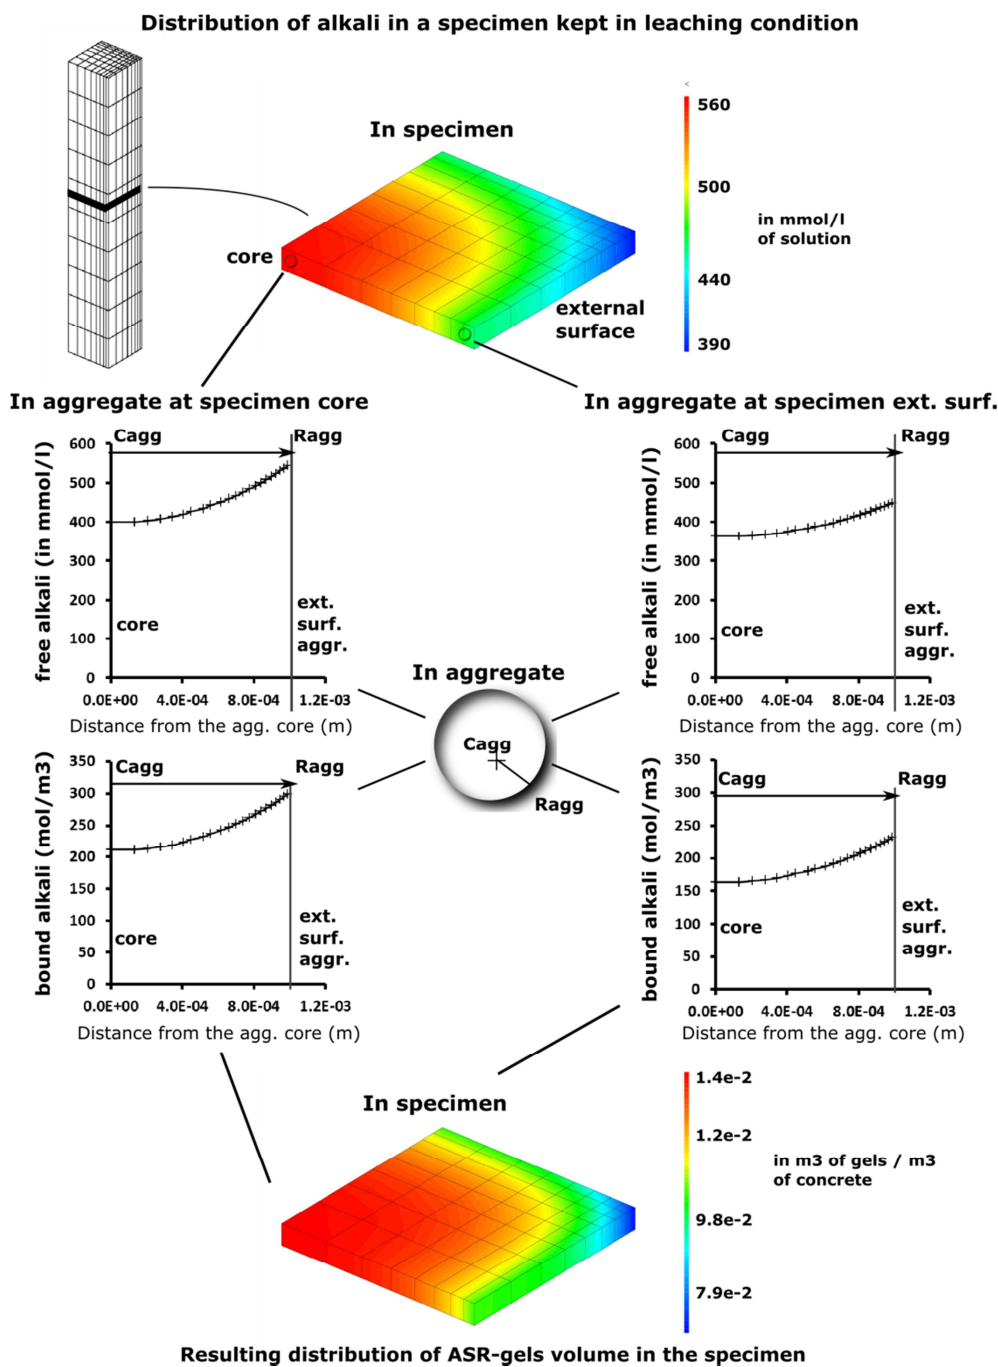 Distribution of alkali in a specimen kept in leaching condition
In specimen
<
560
500
in mmol/l
of solution
440
390
core
external
surface
In aggregate at specimen core
In aggregate at specimen ext. surf.
free alkali (in mmol/l)
600
500
400
300
200
100
0
Cagg
Ragg
core
ext.
surf.
aggr.
0.0E+00
4.0E-04
8.0E-04
1.2E-03
Distance from the agg. core (m)
free alkali (in mmol/l)
600
500
400
300
200
100
0
Cagg
Ragg
core
ext.
surf.
aggr.
0.0E+00
4.0E-04
8.0E-04
1.2E-03
Distance from the agg. core (m)
In aggregate
Cagg
Ragg
bound alkali (mol/m3)
350
300
250
200
150
100
50
0
Cagg
Ragg
core
ext.
surf.
aggr.
0.0E+00
4.0E-04
8.0E-04
1.2E-03
Distance from the agg. core (m)
bound alkali (mol/m3)
350
300
250
200
150
100
50
0
Cagg
Ragg
core
ext.
surf.
aggr.
0.0E+00
4.0E-04
8.0E-04
1.2E-03
Distance from the agg. core (m)
In specimen
1.4e-2
1.2e-2
in m3 of gels / m3
of concrete
9.8e-2
7.9e-2
Resulting distribution of ASR-gels volume in the specimen